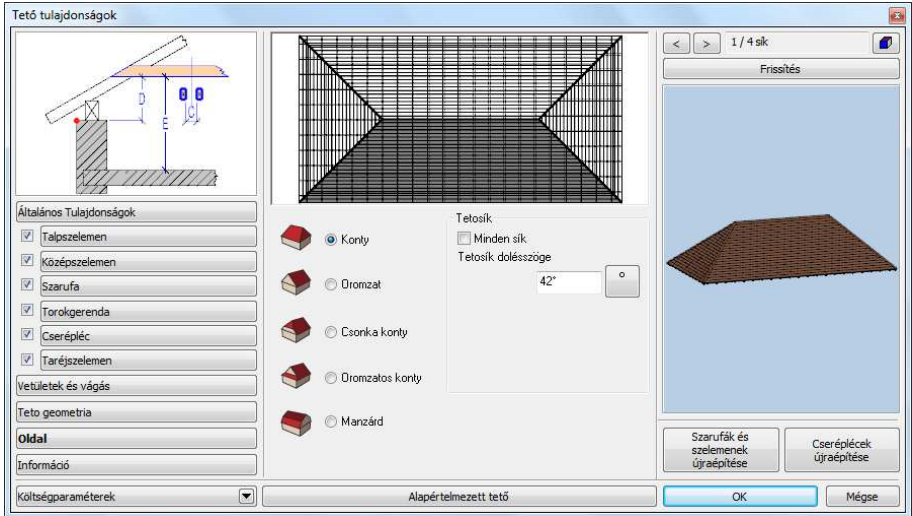 Tető tulajdonságok
D
E
0 0
C
Általános Tulajdonságok
Talpszelemen
Középszelemen
Szarufa
Torokgerenda
Cserépléc
Taréjszelemen
Vetületek és vágás
Teto geometria
Oldal
Információ
Költségparaméterek
Konty
Oromzat
Csonka konty
Oromzatos konty
Manzárd
Tetosík
Minden sík
Tetosík dolésszöge
42°
°
Alapértelmezett tető
< > 1 / 4 sík
Frissítés
Szarufák és
szelemenek
újraépítése
Cseréplécek
újraépítése
OK
Mégse